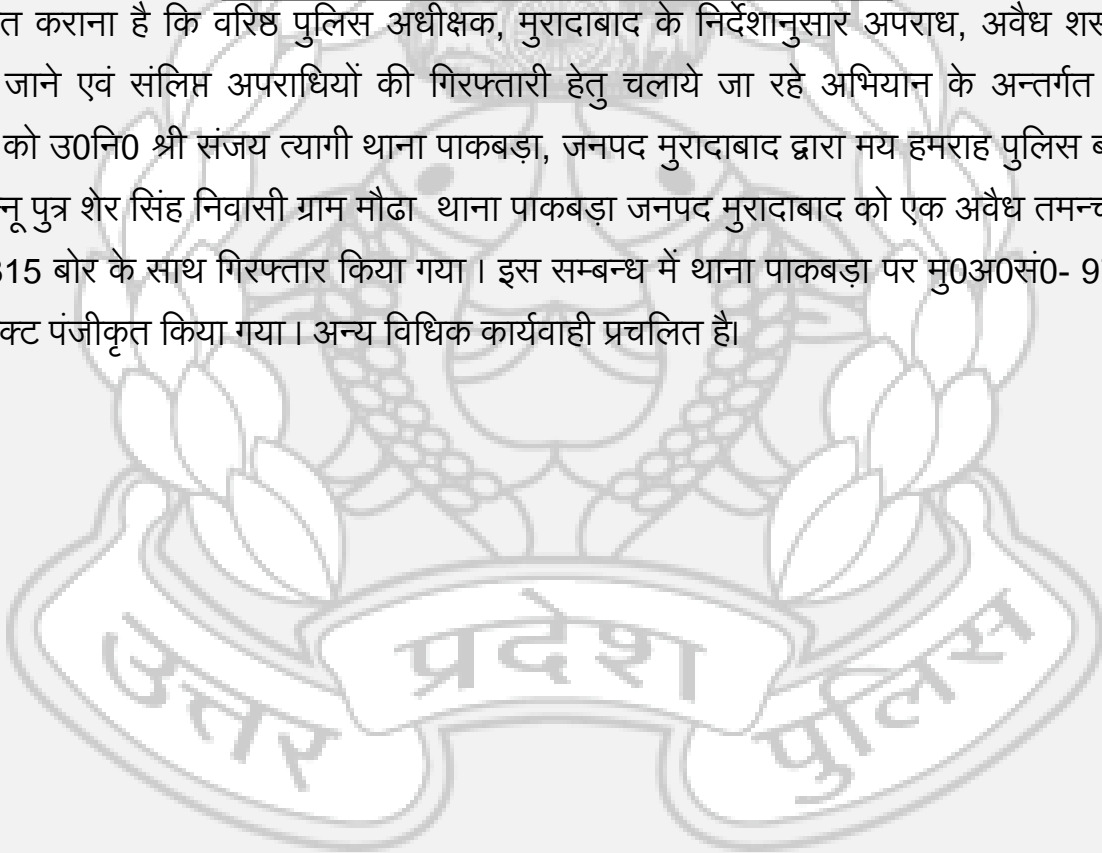 त कराना है कि वरिष्ठ पुलिस अधीक्षक, मुरादाबाद के निर्देशानुसार अपराध, अवैध शस
जाने एवं संलिप्त अपराधियों की गिरफ्तारी हेतु चलाये जा रहे अभियान के अन्तर्गत
को उ0नि0 श्री संजय त्यागी थाना पाकबड़ा, जनपद मुरादाबाद द्वारा मय हमराह पुलिस ब
नू पुत्र शेर सिंह निवासी ग्राम मौढा थाना पाकबड़ा जनपद मुरादाबाद को एक अवैध तमन्च
315 बोर के साथ गिरफ्तार किया गया । इस सम्बन्ध में थाना पाकबड़ा पर मु0अ0सं0- 9
क्ट पंजीकृत किया गया । अन्य विधिक कार्यवाही प्रचलित है।
उत्तर प्रदेश पुलिस